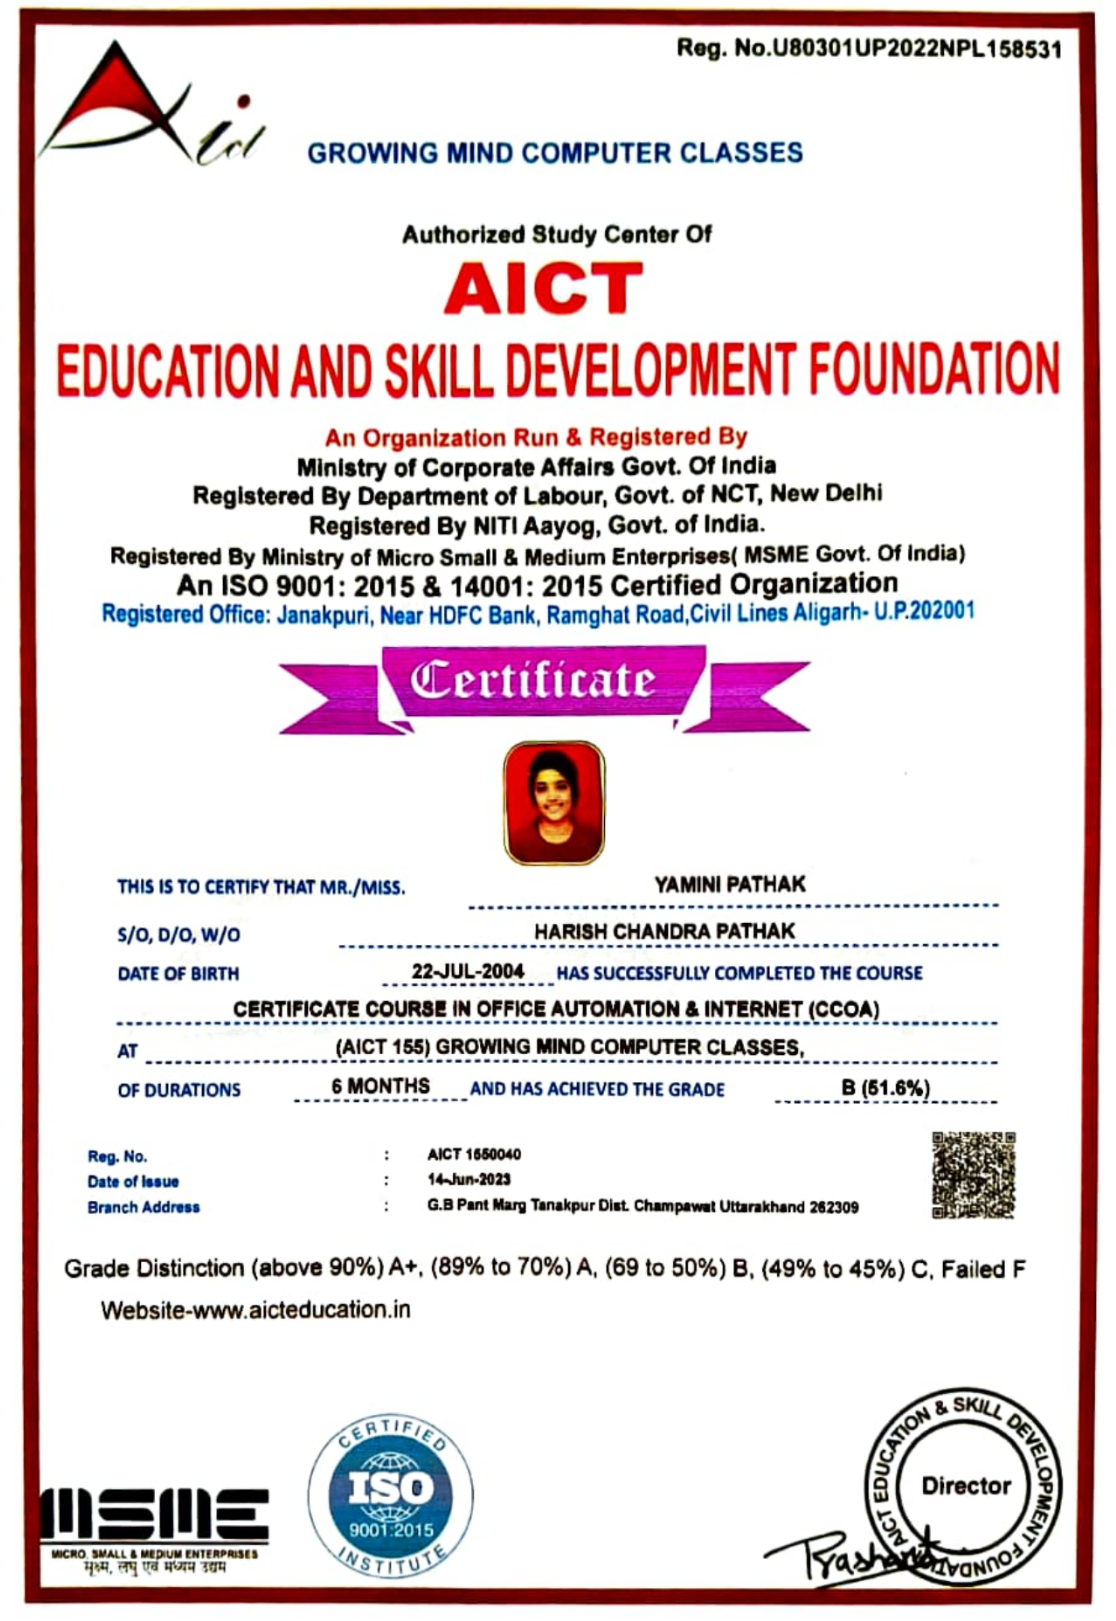 Reg. No.U80301UP2022NPL158531
Aict
GROWING MIND COMPUTER CLASSES
Authorized Study Center Of
AICT
EDUCATION AND SKILL DEVELOPMENT FOUNDATION
An Organization Run & Registered By
Ministry of Corporate Affairs Govt. Of India
Registered By Department of Labour, Govt. of NCT, New Delhi
Registered By NITI Aayog, Govt. of India.
Registered By Ministry of Micro Small & Medium Enterprises( MSME Govt. Of India)
An ISO 9001: 2015 & 14001: 2015 Certified Organization
Registered Office: Janakpuri, Near HDFC Bank, Ramghat Road,Civil Lines Aligarh- U.P.202001
Certificate
THIS IS TO CERTIFY THAT MR./MISS. YAMINI PATHAK
S/O, D/O, W/O HARISH CHANDRA PATHAK
DATE OF BIRTH 22-JUL-2004 HAS SUCCESSFULLY COMPLETED THE COURSE
CERTIFICATE COURSE IN OFFICE AUTOMATION & INTERNET (CCOA)
AT (AICT 155) GROWING MIND COMPUTER CLASSES,
OF DURATIONS 6 MONTHS AND HAS ACHIEVED THE GRADE B (51.6%)
Reg. No. : AICT 1550040
Date of Issue : 14-Jun-2023
Branch Address : G.B Pant Marg Tanakpur Dist. Champawat Uttarakhand 262309
Grade Distinction (above 90%) A+, (89% to 70%) A, (69 to 50%) B, (49% to 45%) C, Failed F
Website-www.aicteducation.in
CERTIFIED
ISO
9001:2015
INSTITUTE
MSME
MICRO, SMALL & MEDIUM ENTERPRISES
सूक्ष्म, लघु एवं मध्यम उद्यम
AICT EDUCATION & SKILL DEVELOPMENT FOUNDATION
Director
Prashant